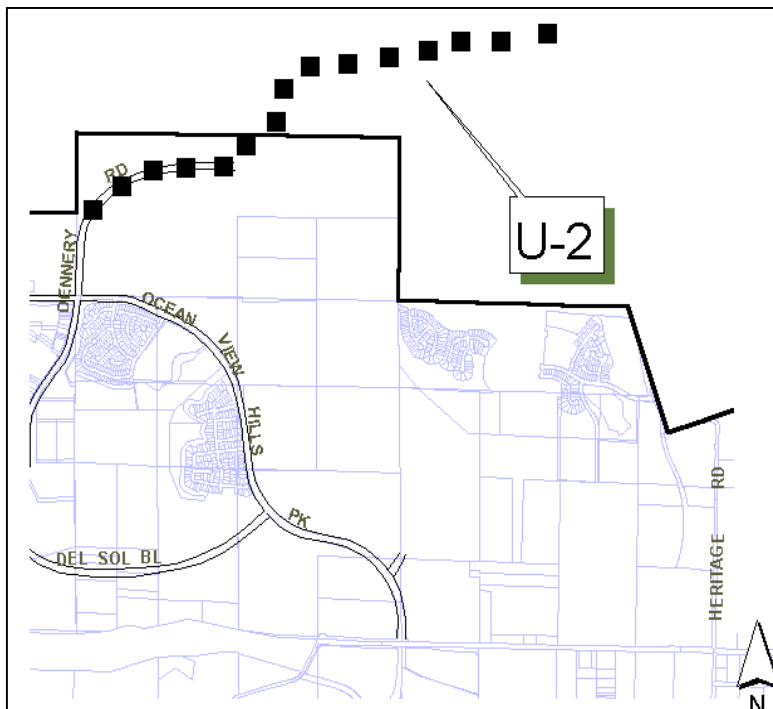 RD
U-2
DENNERY
OCEAN
VIEW
HILLS
PK
DEL SOL BL
HERITAGE RD
N